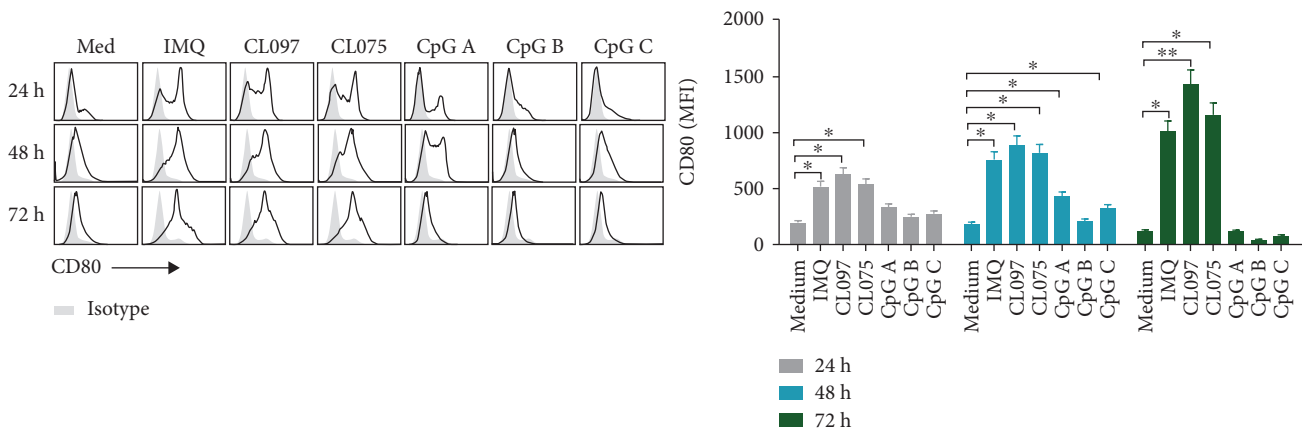 Med IMQ CL097 CL075 CpG A CpG B CpG C
24 h
48 h
72 h
CD80
Isotype
CD80 (MFI)
2000
1500
1000
500
0
* * *
* * * * *
* ** *
Medium IMQ CL097 CL075 CpG A CpG B CpG C
Medium IMQ CL097 CL075 CpG A CpG B CpG C
Medium IMQ CL097 CL075 CpG A CpG B CpG C
24 h
48 h
72 h